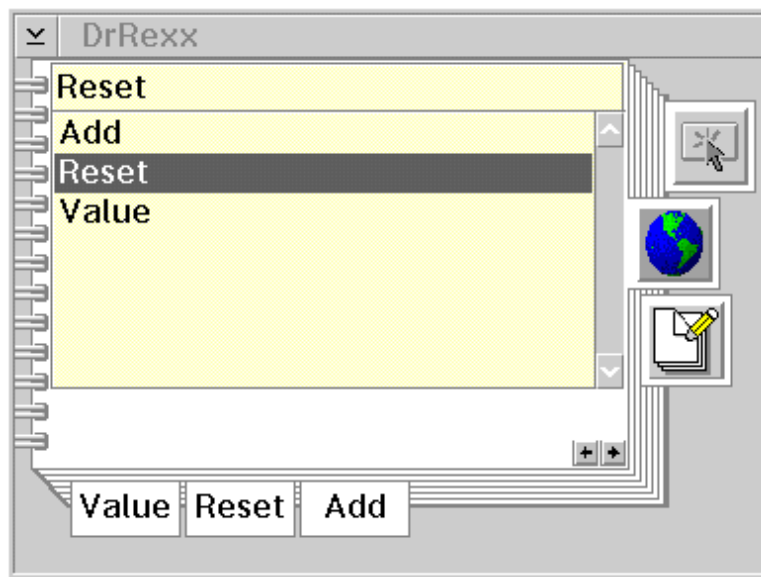 DrRexx
Reset
Add
Reset
Value
Value Reset Add